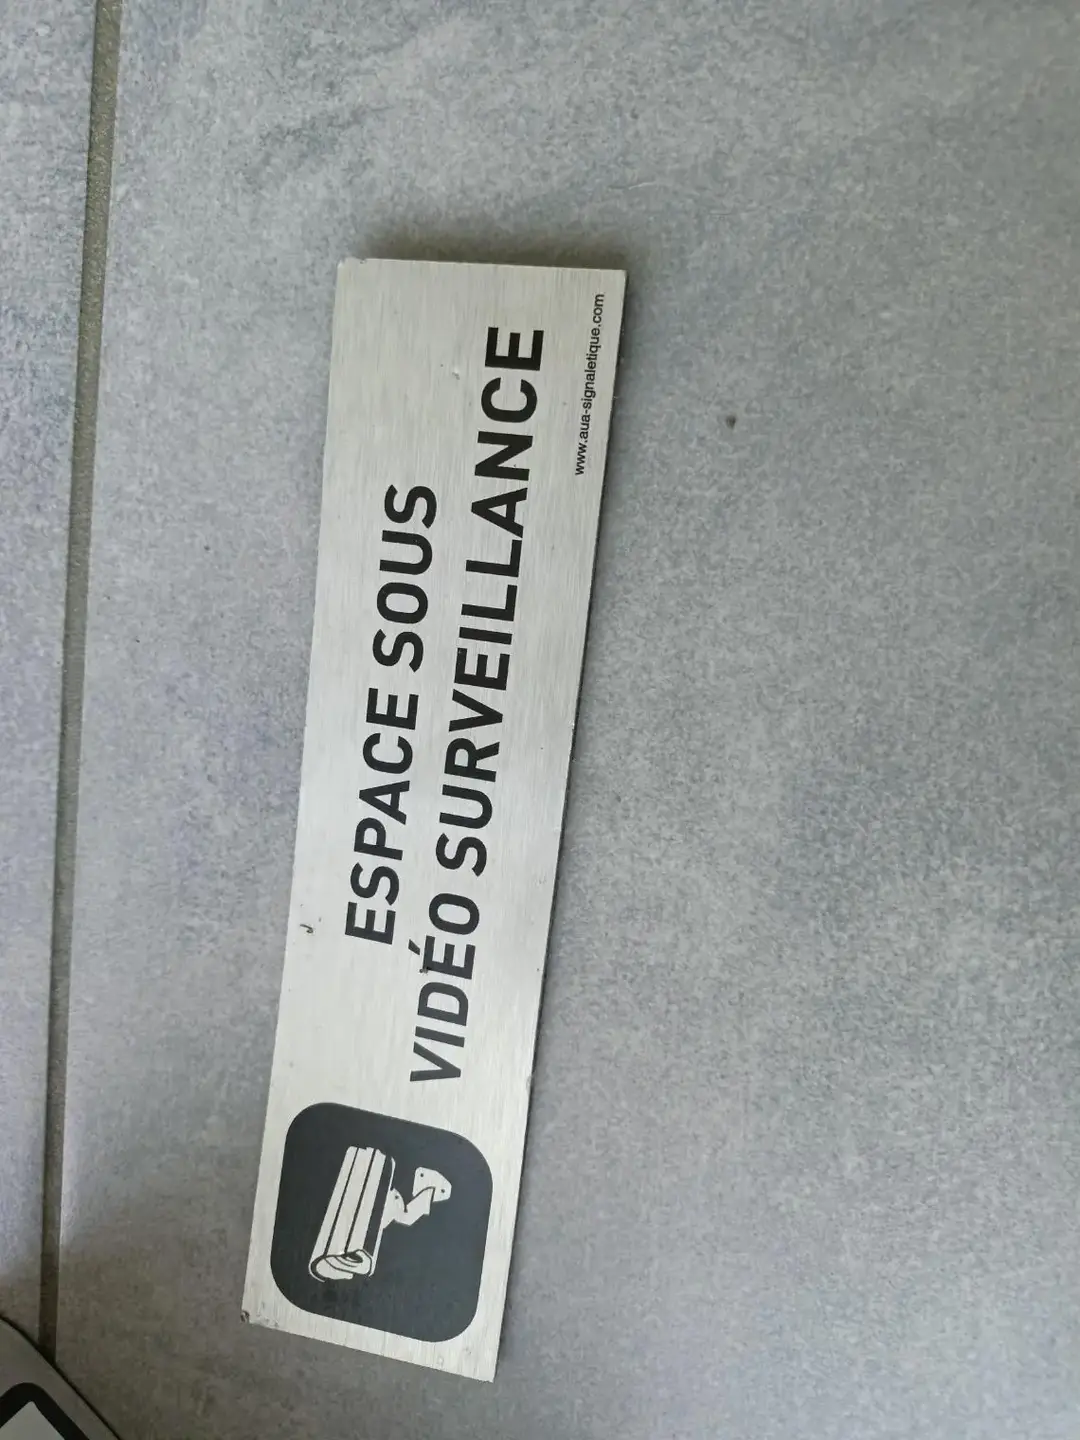 ESPACE SOUS
VIDÉO SURVEILLANCE
www.aua-signaletique.com